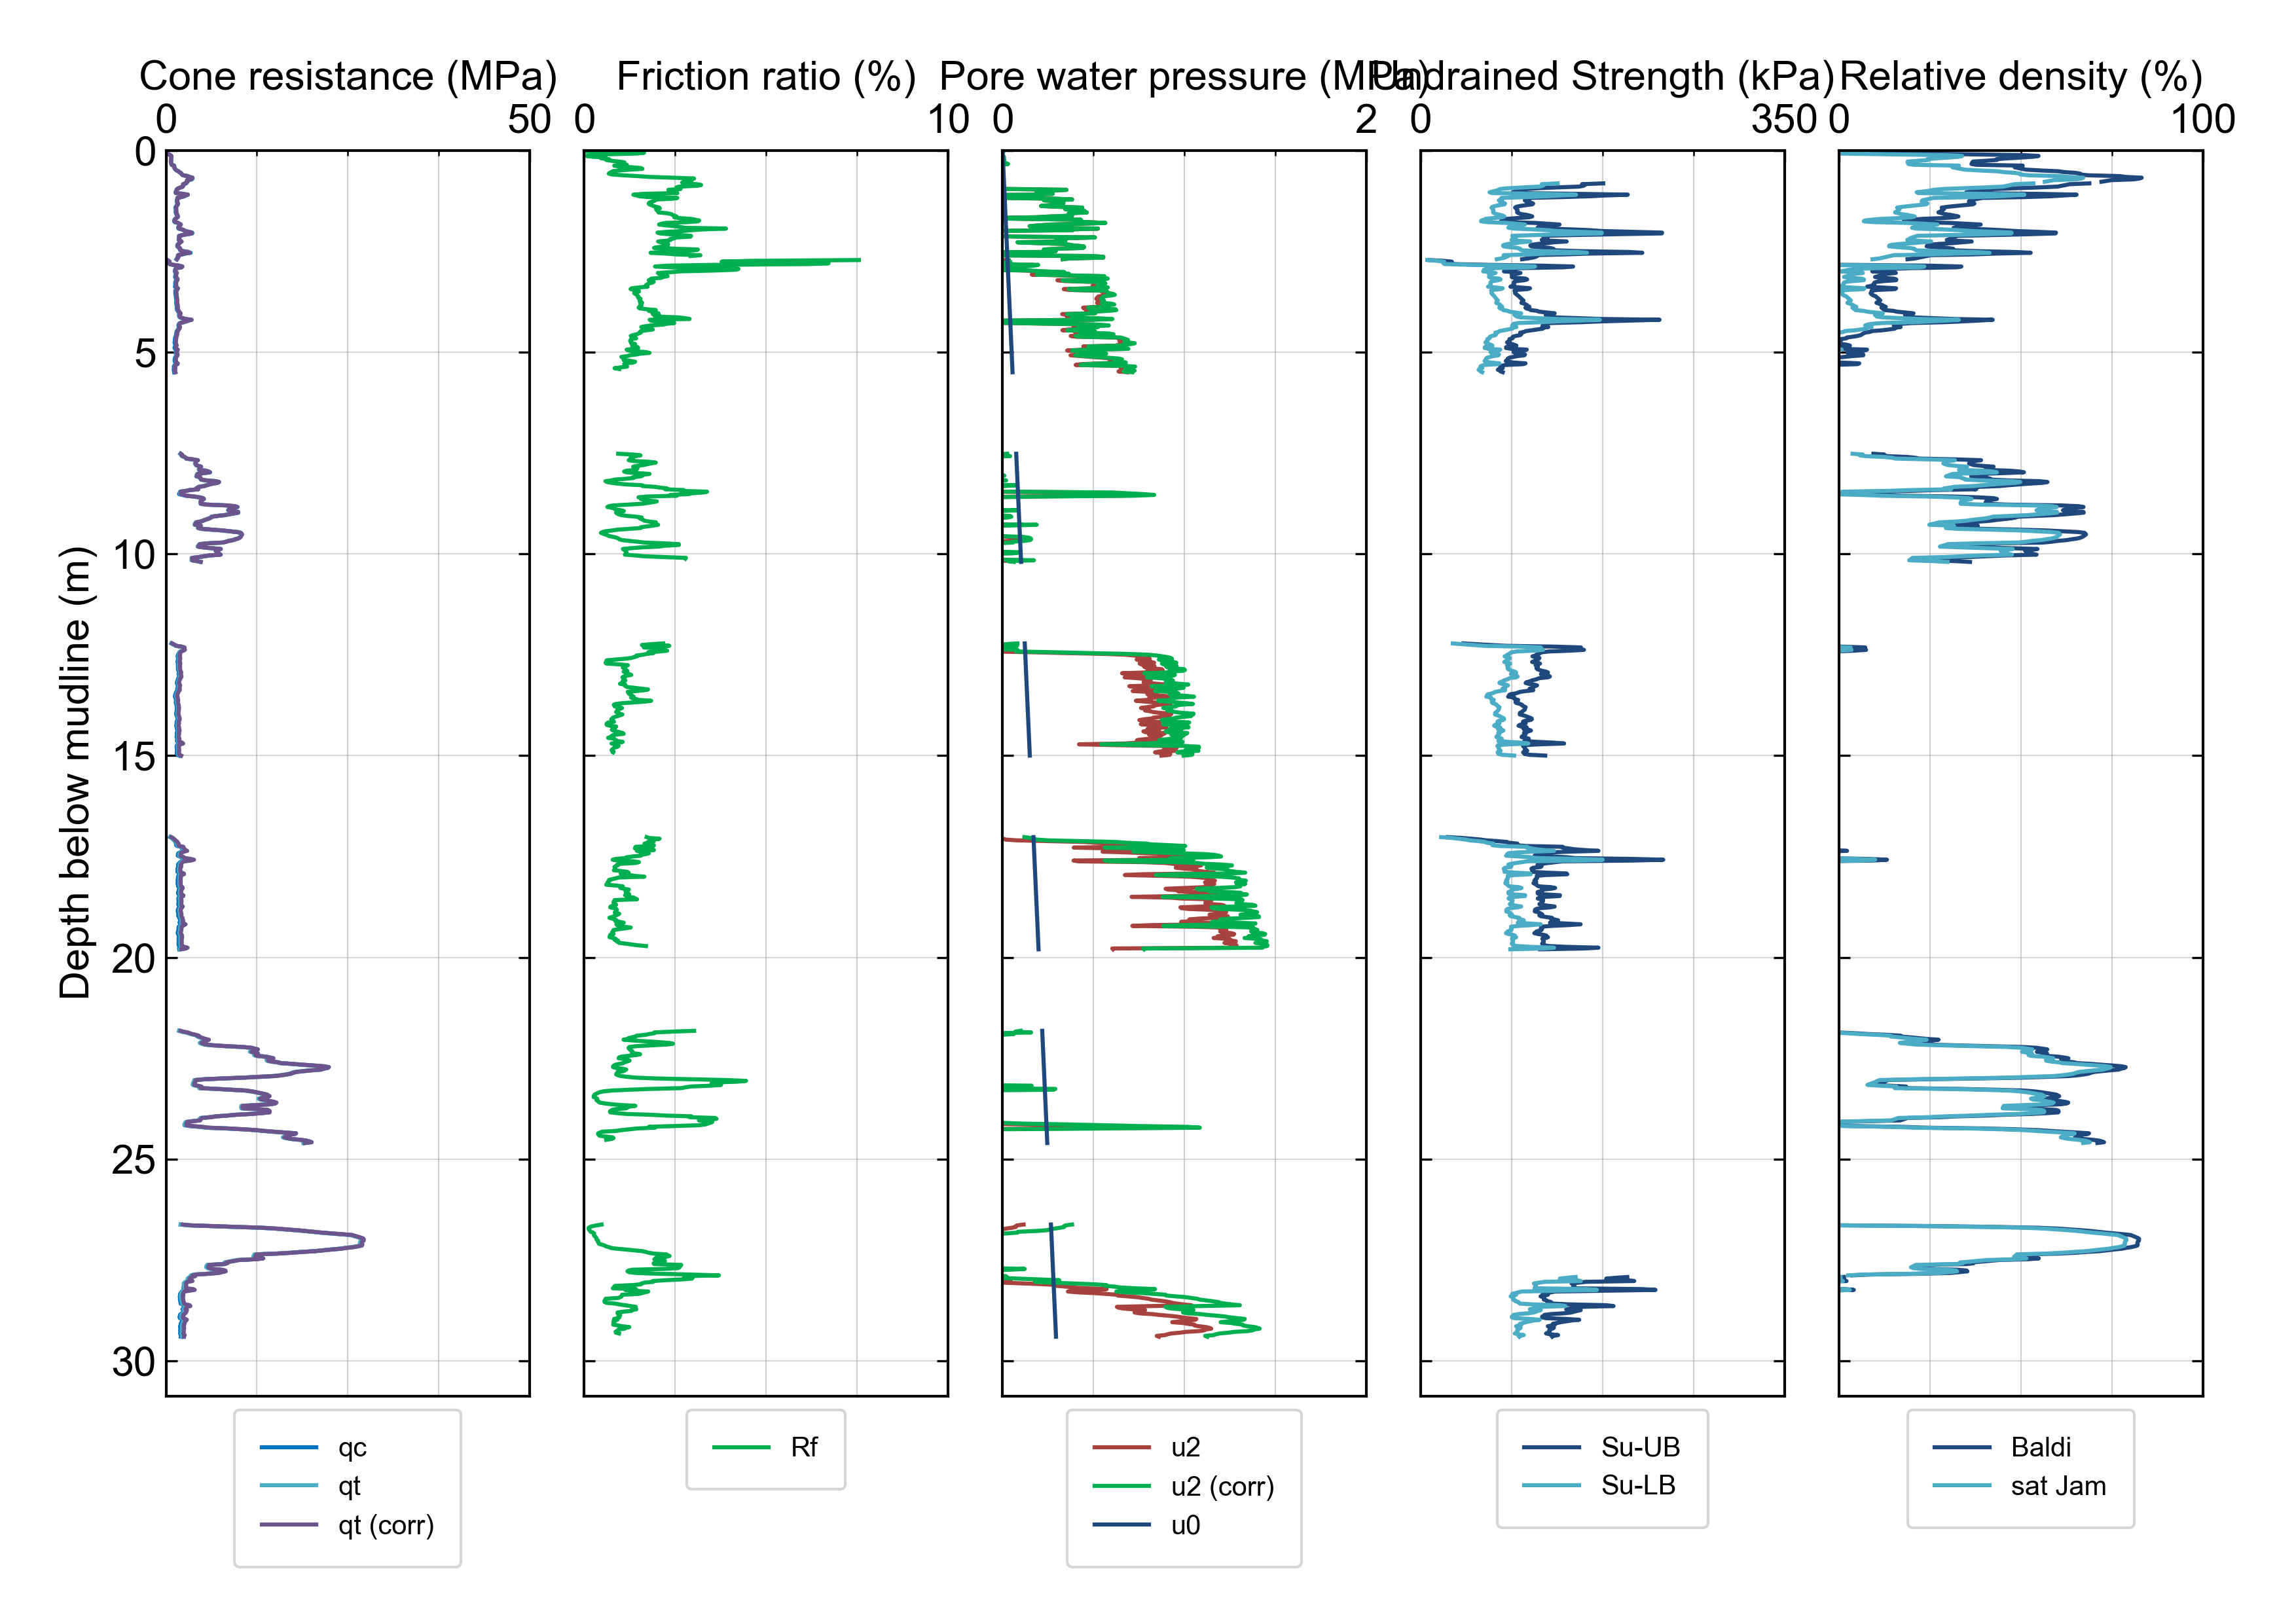 Cone resistance (MPa)
Friction ratio (%)
Pore water pressure (MPa)
Undrained Strength (kPa)
Relative density (%)
0 50
0 10
0 2
0 350
0 100
0
5
10
15
20
25
30
Depth below mudline (m)
qc
qt
qt (corr)
Rf
u2
u2 (corr)
u0
Su-UB
Su-LB
Baldi
sat Jam